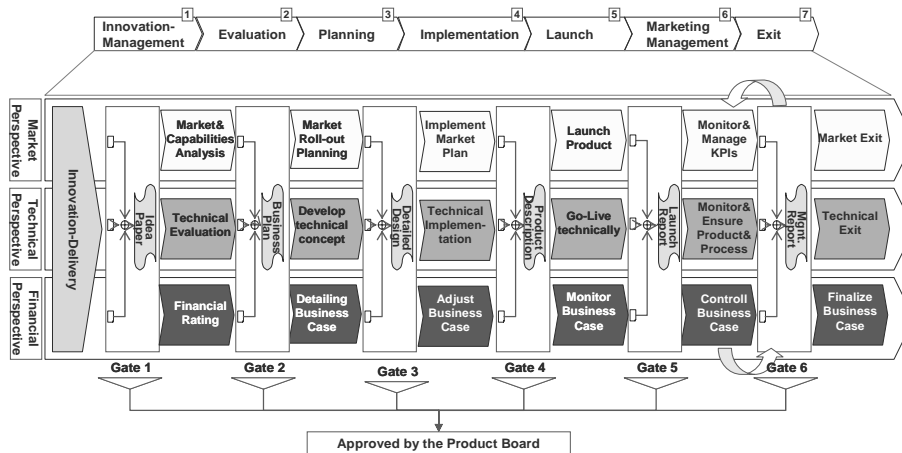 1
2
3
4
5
6
7
Innovation-
Management
Evaluation
Planning
Implementation
Launch
Marketing
Management
Exit
Market
Perspective
Technical
Perspective
Financial
Perspective
Innovation-Delivery
Market&
Capabilities
Analysis
Market
Roll-out
Planning
Implement
Market
Plan
Launch
Product
Monitor&
Manage
KPIs
Market Exit
Idea
Paper
Technical
Evaluation
Business
Plan
Develop
technical
concept
Detailed
Design
Technical
Implemen-
tation
Product
Description
Go-Live
technically
Launch
Report
Monitor&
Ensure
Product&
Process
Mgnt.
Report
Technical
Exit
Financial
Rating
Detailing
Business
Case
Adjust
Business
Case
Monitor
Business
Case
Controll
Business
Case
Finalize
Business
Case
Gate 1
Gate 2
Gate 3
Gate 4
Gate 5
Gate 6
Approved by the Product Board